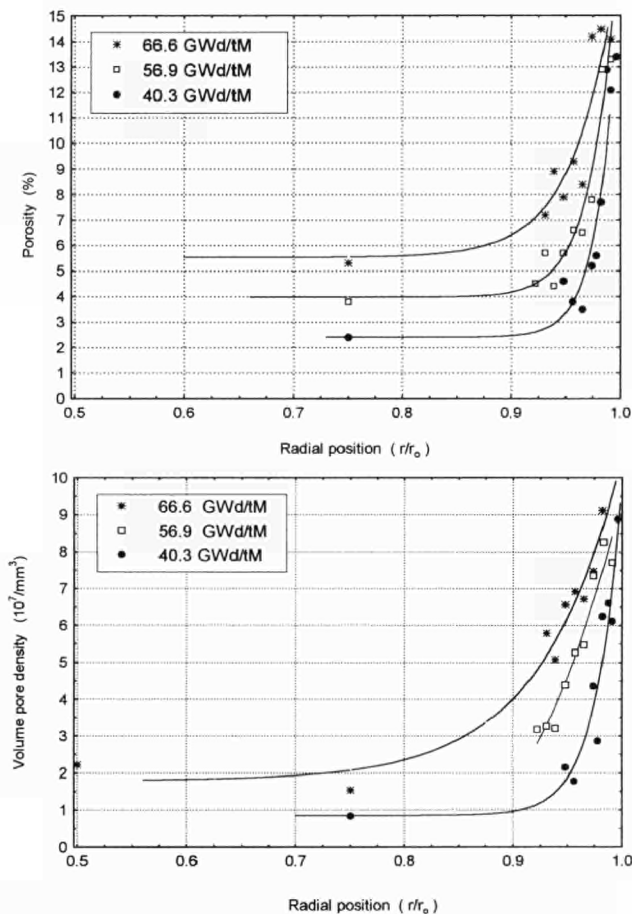 15
14
13
12
11
10
9
8
7
6
5
4
3
2
1
0
Porosity (%)
66.6 GWd/tM
56.9 GWd/tM
40.3 GWd/tM
0.5 0.6 0.7 0.8 0.9 1.0
Radial position ( r/rₒ )
10
9
8
7
6
5
4
3
2
1
0
Volume pore density (10⁷/mm³)
66.6 GWd/tM
56.9 GWd/tM
40.3 GWd/tM
0.5 0.6 0.7 0.8 0.9 1.0
Radial position ( r/rₒ )